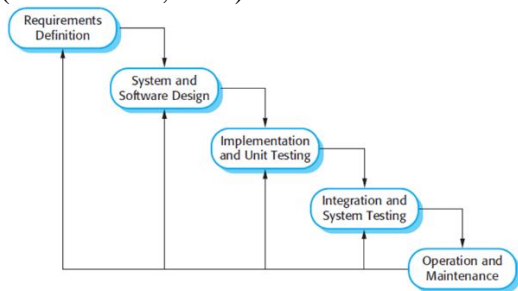 Requirements
Definition
System and
Software Design
Implementation
and Unit Testing
Integration and
System Testing
Operation and
Maintenance